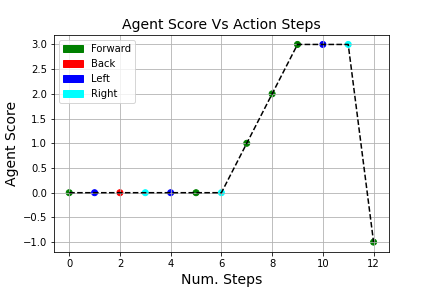 Agent Score Vs Action Steps
Forward
Back
Left
Right
Agent Score
3.0
2.5
2.0
1.5
1.0
0.5
0.0
−0.5
−1.0
0 2 4 6 8 10 12
Num. Steps